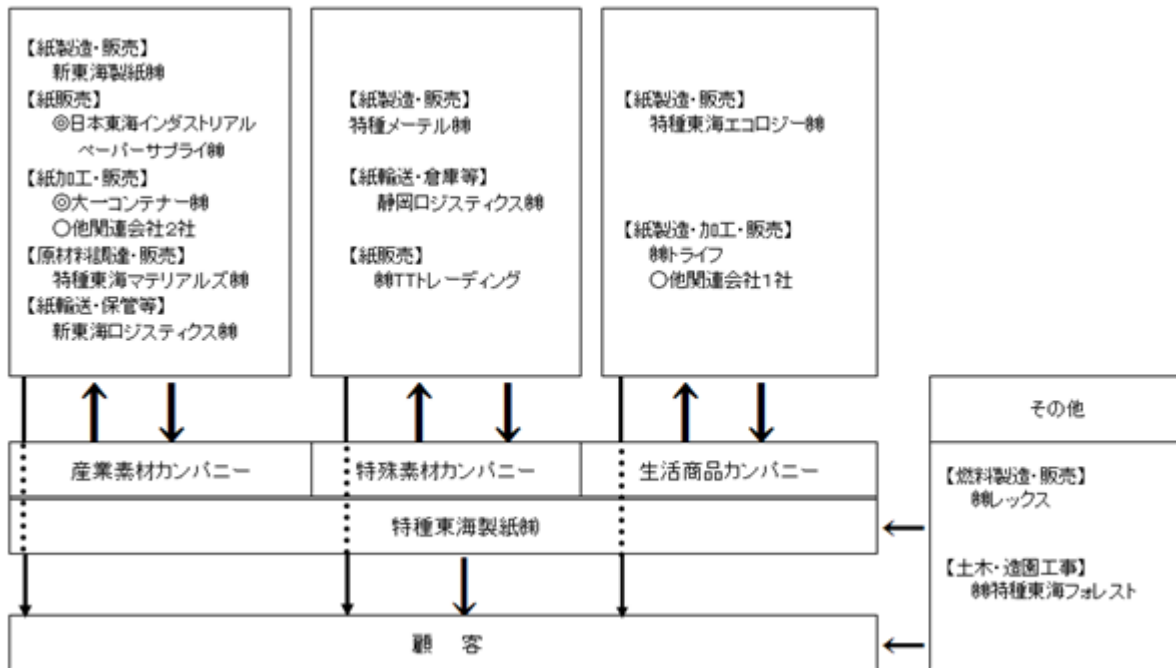 【紙製造・販売】
新東海製紙㈱
【紙販売】
◎日本東海インダストリアル
ペーパーサプライ㈱
【紙加工・販売】
◎大一コンテナー㈱
〇他関連会社2社
【原材料調達・販売】
特種東海マテリアルズ㈱
【紙輸送・保管等】
新東海ロジスティクス㈱
【紙製造・販売】
特種メーテル㈱
【紙輸送・倉庫等】
静岡ロジスティクス㈱
【紙販売】
㈱TTトレーディング
【紙製造・販売】
特種東海エコロジー㈱
【紙製造・加工・販売】
㈱トライフ
〇他関連会社1社
産業素材カンパニー
特殊素材カンパニー
生活商品カンパニー
特種東海製紙㈱
顧 客
その他
【燃料製造・販売】
㈱レックス
【土木・造園工事】
㈱特種東海フォレスト